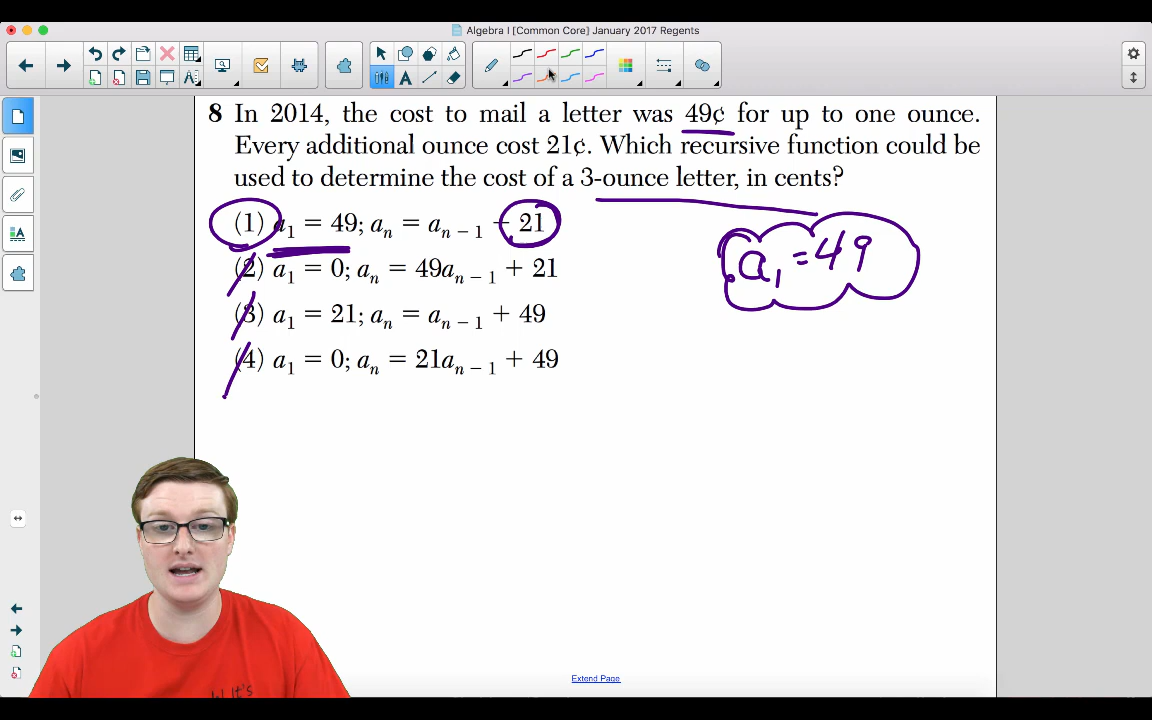 Algebra I [Common Core] January 2017 Regents
8 In 2014, the cost to mail a letter was 49¢ for up to one ounce.
Every additional ounce cost 21¢. Which recursive function could be
used to determine the cost of a 3-ounce letter, in cents?
(1) a₁ = 49; aₙ = aₙ₋₁ + 21
(2) a₁ = 0; aₙ = 49aₙ₋₁ + 21
(3) a₁ = 21; aₙ = aₙ₋₁ + 49
(4) a₁ = 0; aₙ = 21aₙ₋₁ + 49
a₁ = 49
Extend Page
It's